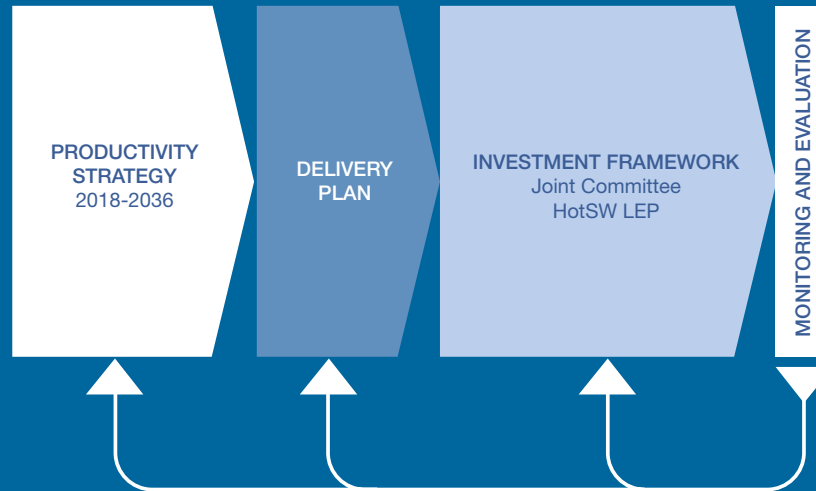 PRODUCTIVITY
STRATEGY
2018-2036
DELIVERY
PLAN
INVESTMENT FRAMEWORK
Joint Committee
HotSW LEP
MONITORING AND EVALUATION